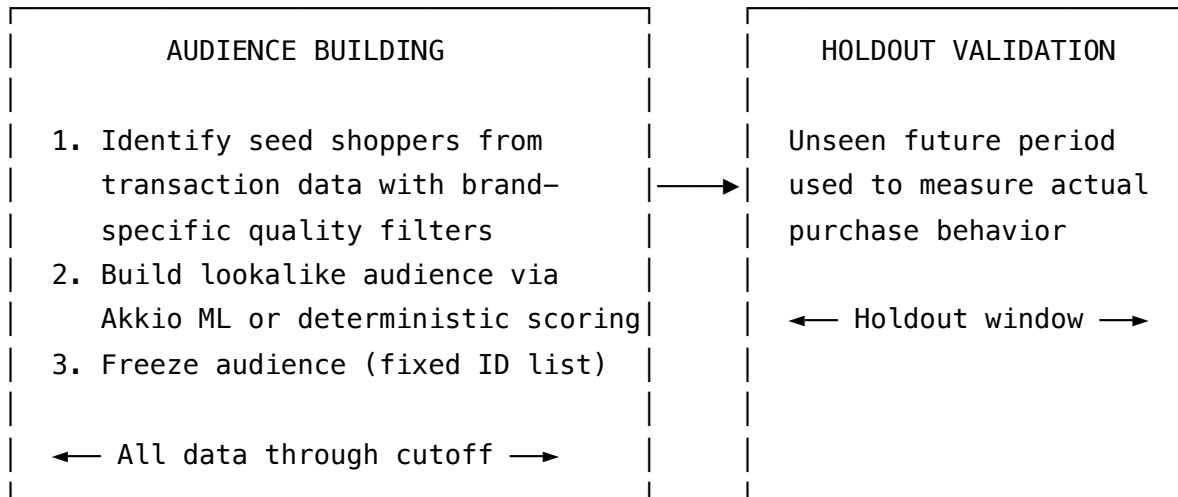 AUDIENCE BUILDING
HOLDOUT VALIDATION
1. Identify seed shoppers from
transaction data with brand-
specific quality filters
2. Build lookalike audience via
Akkio ML or deterministic scoring
3. Freeze audience (fixed ID list)
All data through cutoff
Unseen future period
used to measure actual
purchase behavior
Holdout window